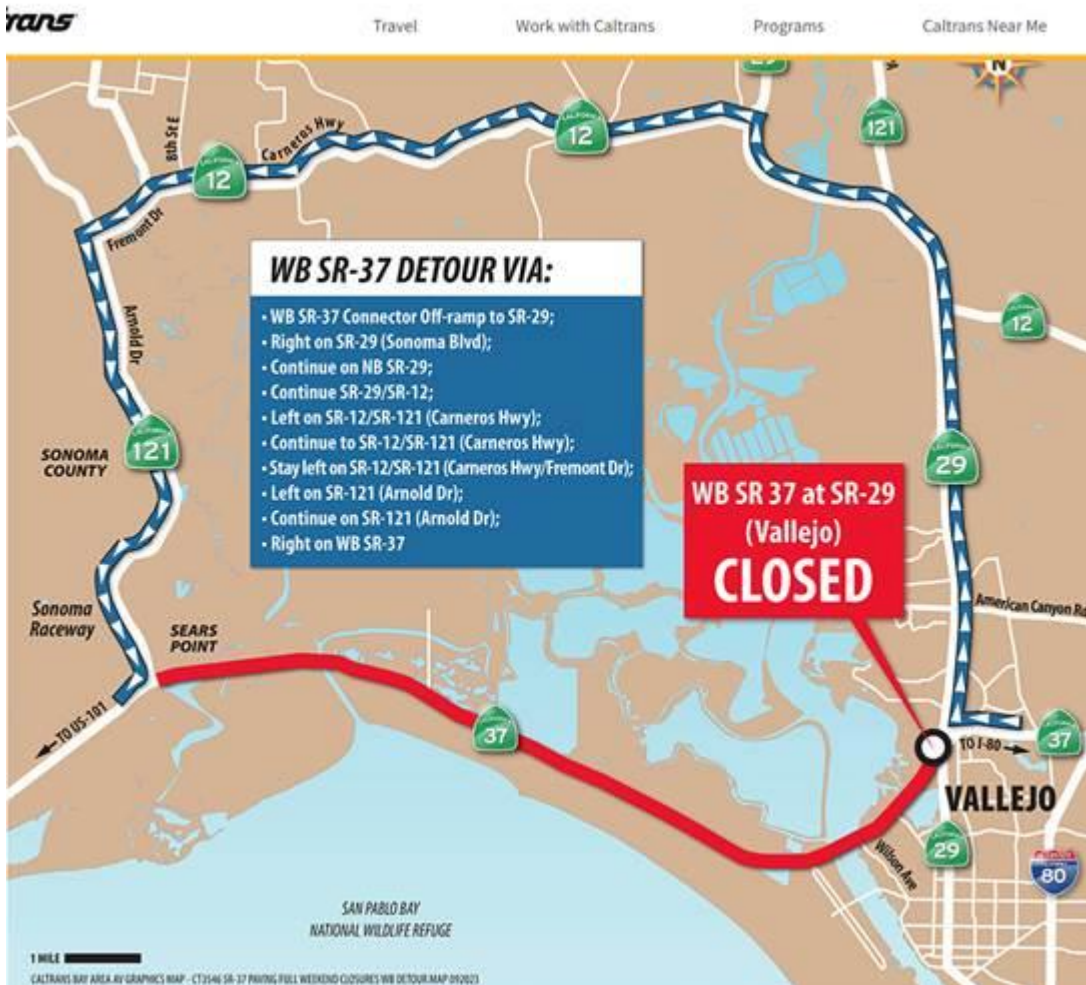 Travel Work with Caltrans Programs Caltrans Near Me
N
29
121
8th St E
Carneros Hwy
12
12
Fremont Dr
WB SR-37 DETOUR VIA:
• WB SR-37 Connector Off-ramp to SR-29;
• Right on SR-29 (Sonoma Blvd);
• Continue on NB SR-29;
• Continue SR-29/SR-12;
• Left on SR-12/SR-121 (Carneros Hwy);
• Continue to SR-12/SR-121 (Carneros Hwy);
• Stay left on SR-12/SR-121 (Carneros Hwy/Fremont Dr);
• Left on SR-121 (Arnold Dr);
• Continue on SR-121 (Arnold Dr);
• Right on WB SR-37
Arnold Dr
12
SONOMA
COUNTY
121
29
WB SR 37 at SR-29
(Vallejo)
CLOSED
American Canyon Rd
Sonoma
Raceway
SEARS
POINT
TO US-101
37
TO I-80
37
VALLEJO
Wilson Ave
29
80
SAN PABLO BAY
NATIONAL WILDLIFE REFUGE
1 MILE
CALTRANS BAY AREA AV GRAPHICS MAP - CT3546 SR-37 PAVING FULL WEEKEND CLOSURES WB DETOUR MAP 092023